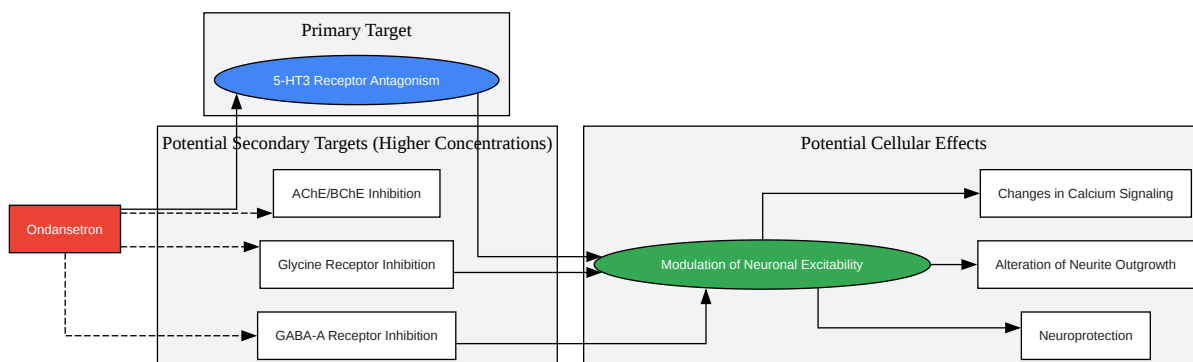 Primary Target
5-HT3 Receptor Antagonism
Potential Secondary Targets (Higher Concentrations)
Potential Cellular Effects
AChE/BChE Inhibition
Changes in Calcium Signaling
Ondansetron
Glycine Receptor Inhibition
Modulation of Neuronal Excitability
Alteration of Neurite Outgrowth
GABA-A Receptor Inhibition
Neuroprotection